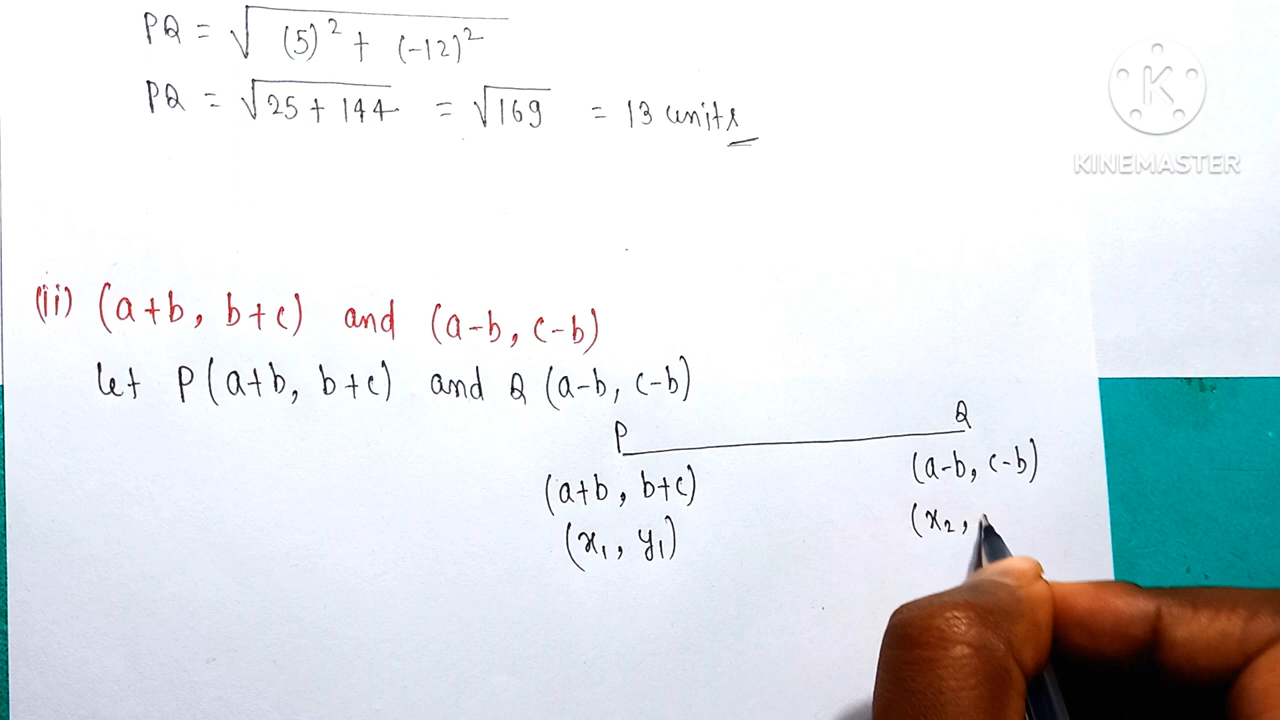 PQ = √(5)² + (-12)²
PQ = √25 + 144 = √169 = 13 units
K
KINEMASTER
(ii) (a+b, b+c) and (a-b, c-b)
let P(a+b, b+c) and Q (a-b, c-b)
P Q
(a+b, b+c) (a-b, c-b)
(x₁, y₁) (x₂,